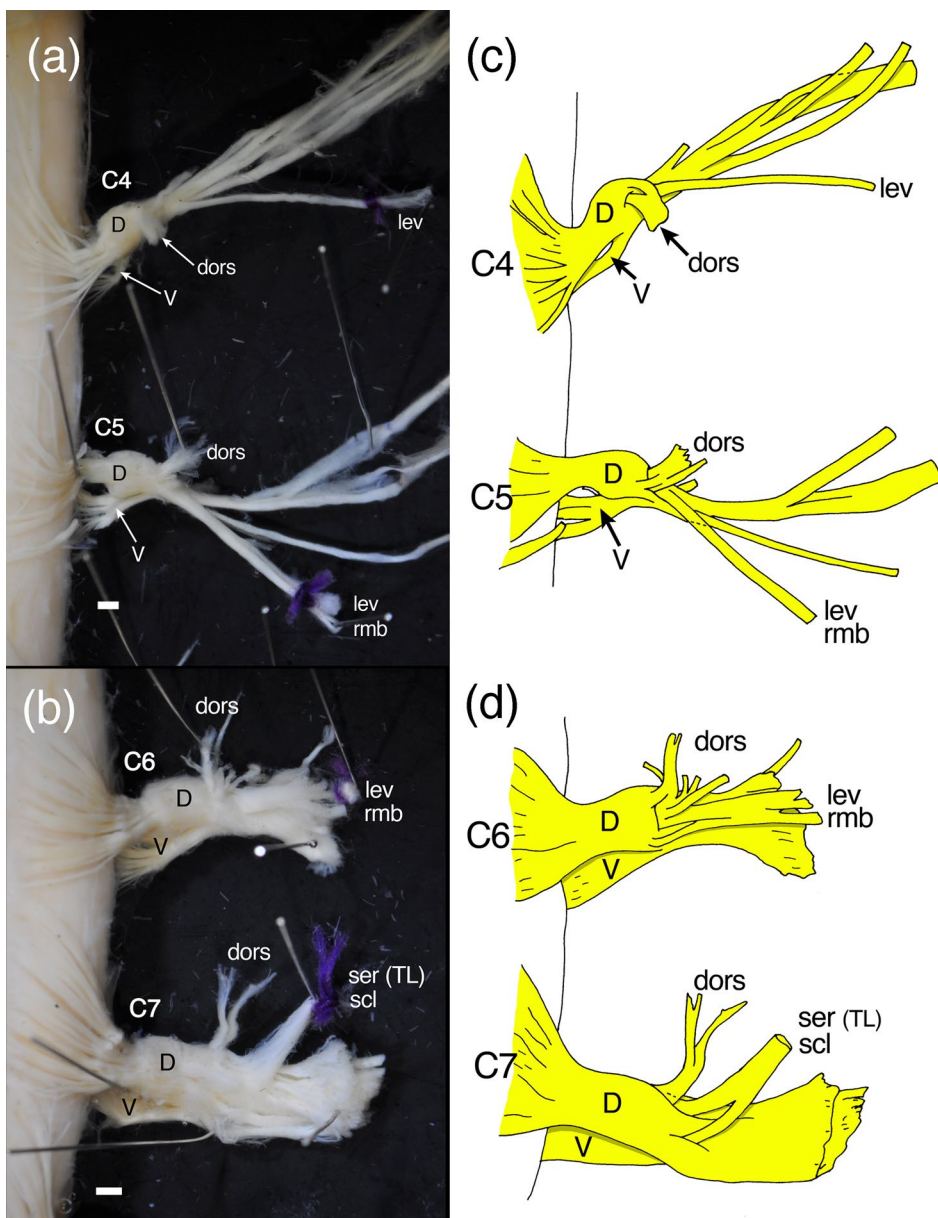 (a)
C4
D
lev
dors
V
C5
dors
D
V
lev
rmb
(b)
dors
C6
D
lev
rmb
V
dors
ser (TL)
scl
C7
D
V
(c)
D
lev
C4
dors
V
dors
D
C5
V
lev
rmb
(d)
dors
C6
D
lev
rmb
V
dors
ser (TL)
scl
C7
D
V